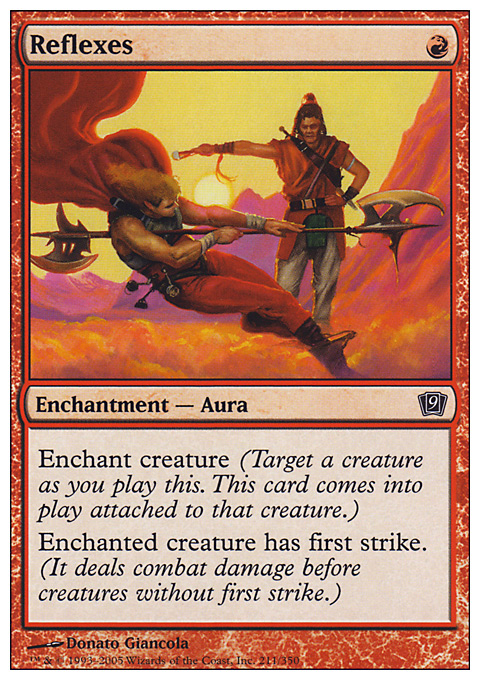 Reflexes
Enchantment — Aura
9
Enchant creature (Target a creature
as you play this. This card comes into
play attached to that creature.)
Enchanted creature has first strike.
(It deals combat damage before
creatures without first strike.)
Donato Giancola
™ & © 1993–2005 Wizards of the Coast, Inc. 211/350